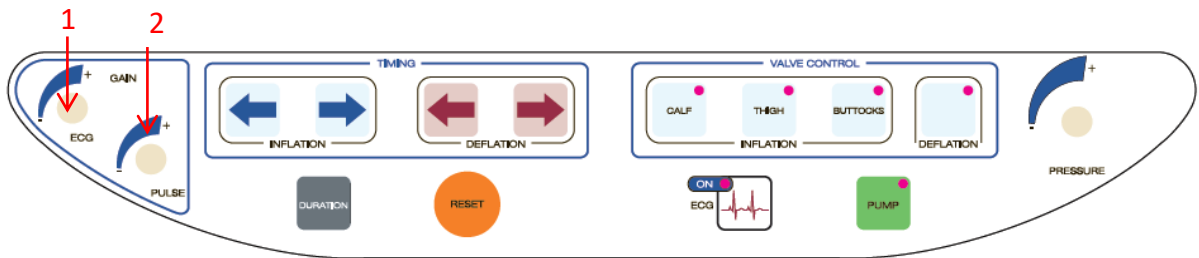 1
2
TIMING
VALVE CONTROL
+
GAIN
-
ECG
+
-
PULSE
INFLATION
DEFLATION
CALF
THIGH
BUTTOCKS
INFLATION
DEFLATION
+
-
PRESSURE
DURATION
RESET
ON
ECG
PUMP